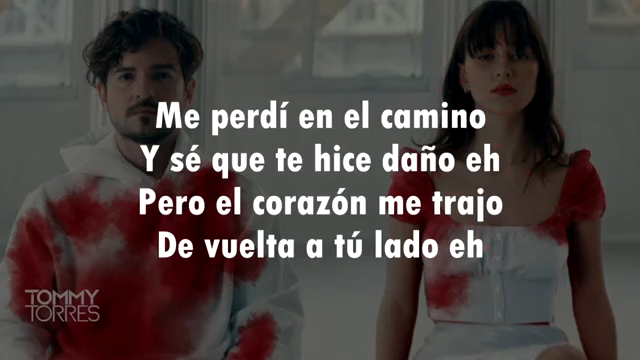 Me perdí en el camino
Y sé que te hice daño eh
Pero el corazón me trajo
De vuelta a tú lado eh
TOMMY
TORRES